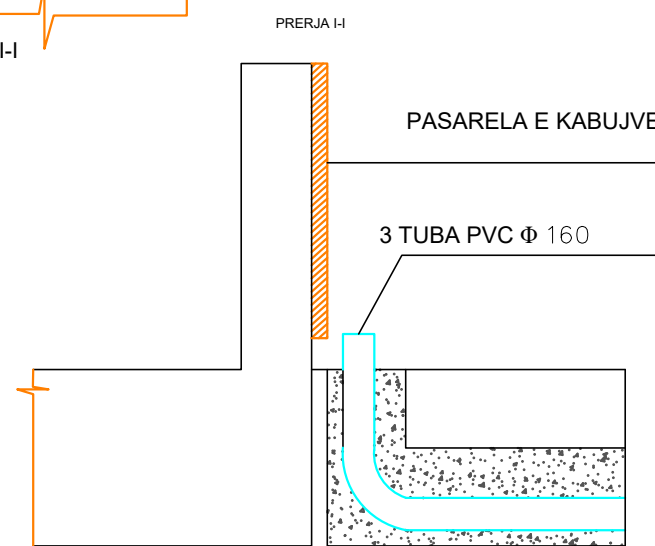 PRERJA I-I
I-I
PASARELA E KABUJVE
3 TUBA PVC Φ 160